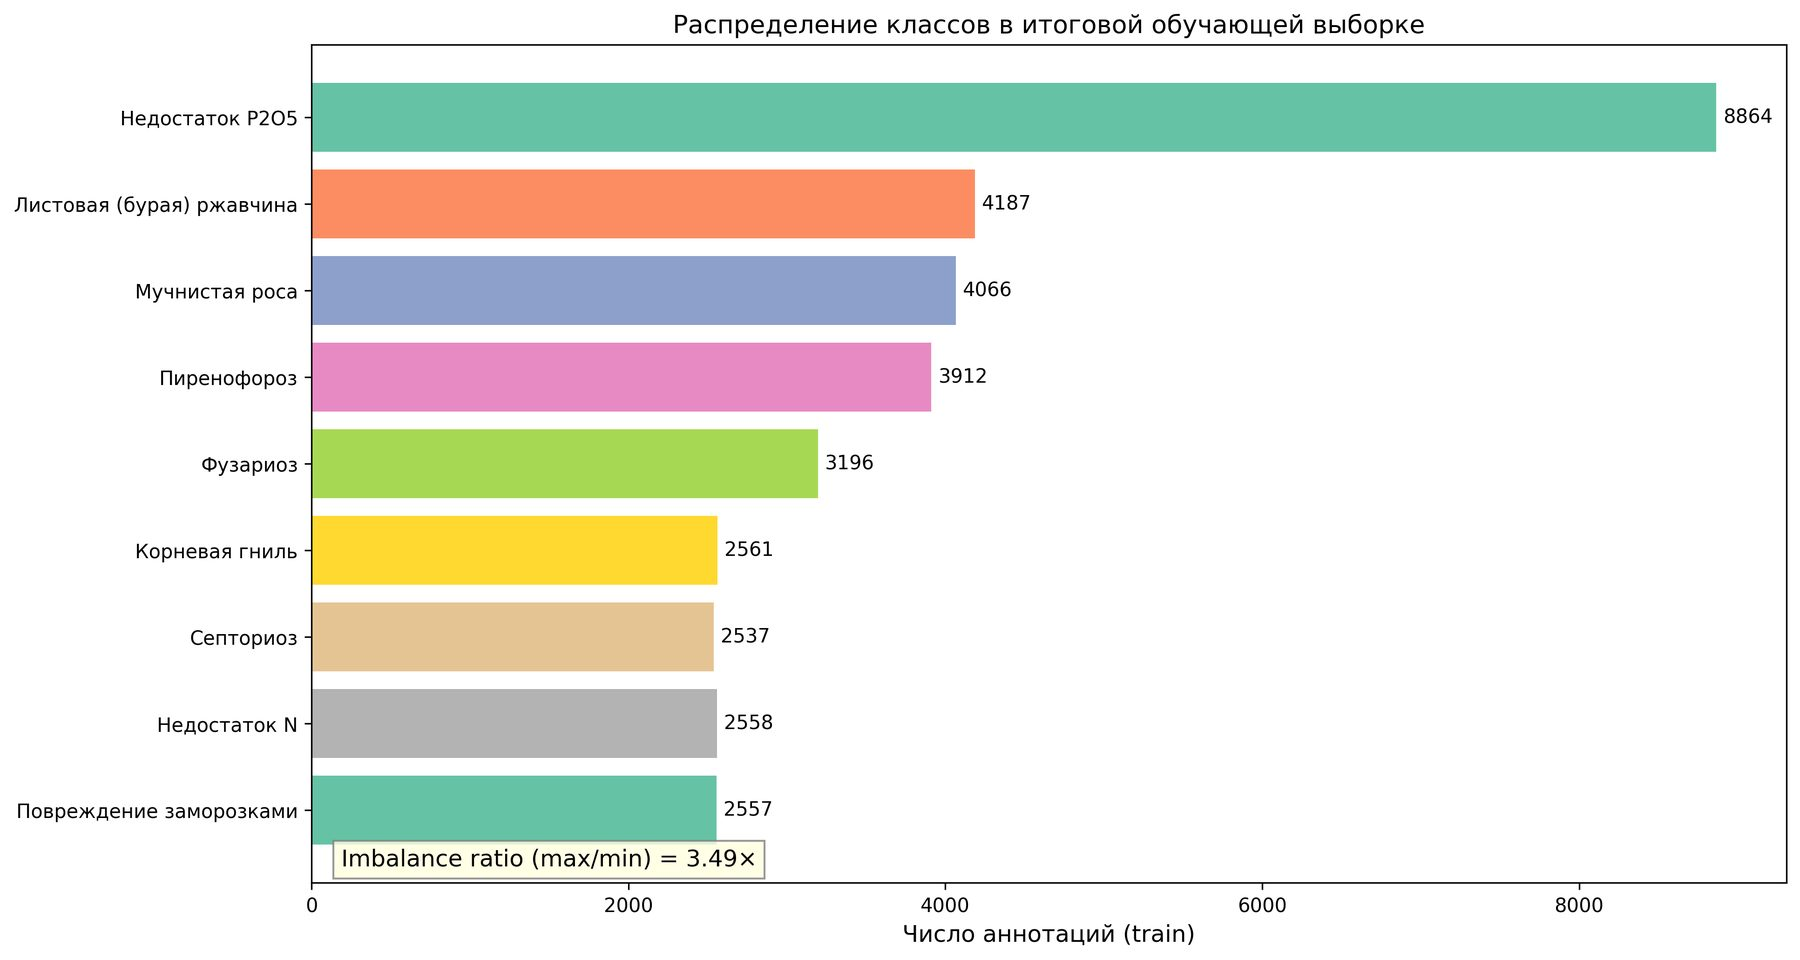 Распределение классов в итоговой обучающей выборке
Недостаток P2O5 8864
Листовая (бурая) ржавчина 4187
Мучнистая роса 4066
Пиренофороз 3912
Фузариоз 3196
Корневая гниль 2561
Септориоз 2537
Недостаток N 2558
Повреждение заморозками 2557
Imbalance ratio (max/min) = 3.49×
0 2000 4000 6000 8000
Число аннотаций (train)